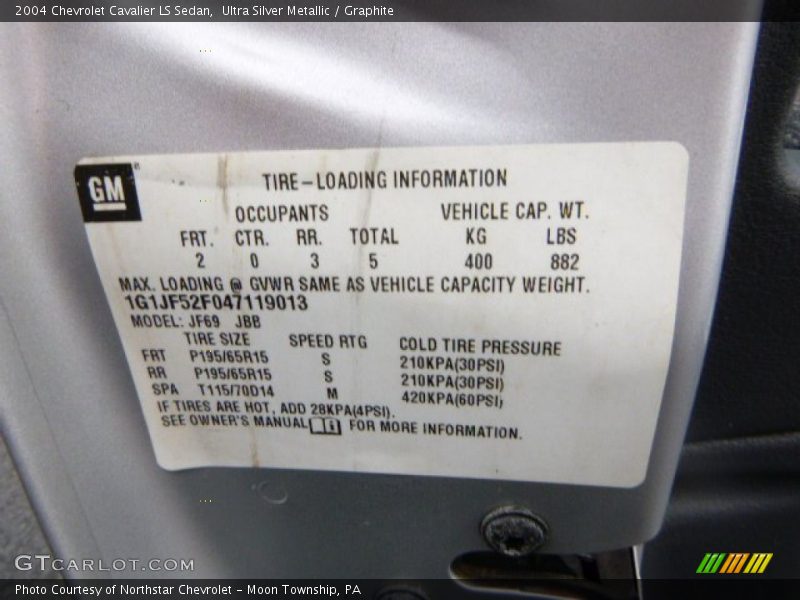 2004 Chevrolet Cavalier LS Sedan,  Ultra Silver Metallic / Graphite
GM
TIRE-LOADING INFORMATION
OCCUPANTS VEHICLE CAP. WT.
FRT. CTR. RR. TOTAL KG LBS
2 0 3 5 400 882
MAX. LOADING @ GVWR SAME AS VEHICLE CAPACITY WEIGHT.
1G1JF52F047119013
MODEL: JF69 JBB
TIRE SIZE SPEED RTG COLD TIRE PRESSURE
FRT P195/65R15 S 210KPA(30PSI)
RR P195/65R15 S 210KPA(30PSI)
SPA T115/70D14 M 420KPA(60PSI)
IF TIRES ARE HOT, ADD 28KPA(4PSI).
SEE OWNER'S MANUAL FOR MORE INFORMATION.
GTCARLOT.COM
Photo Courtesy of Northstar Chevrolet - Moon Township, PA